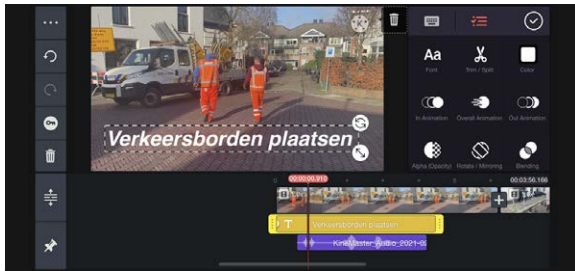 Aa
Font
Trim / Split
Color
In Animation
Overall Animation
Out Animation
Verkeersborden plaatsen
Alpha (Opacity)
Rotate / Mirroring
Blending
00:00:00.910
00:03:56.166
T Verkeersborden plaatsen
KineMaster_Audio_2021-0